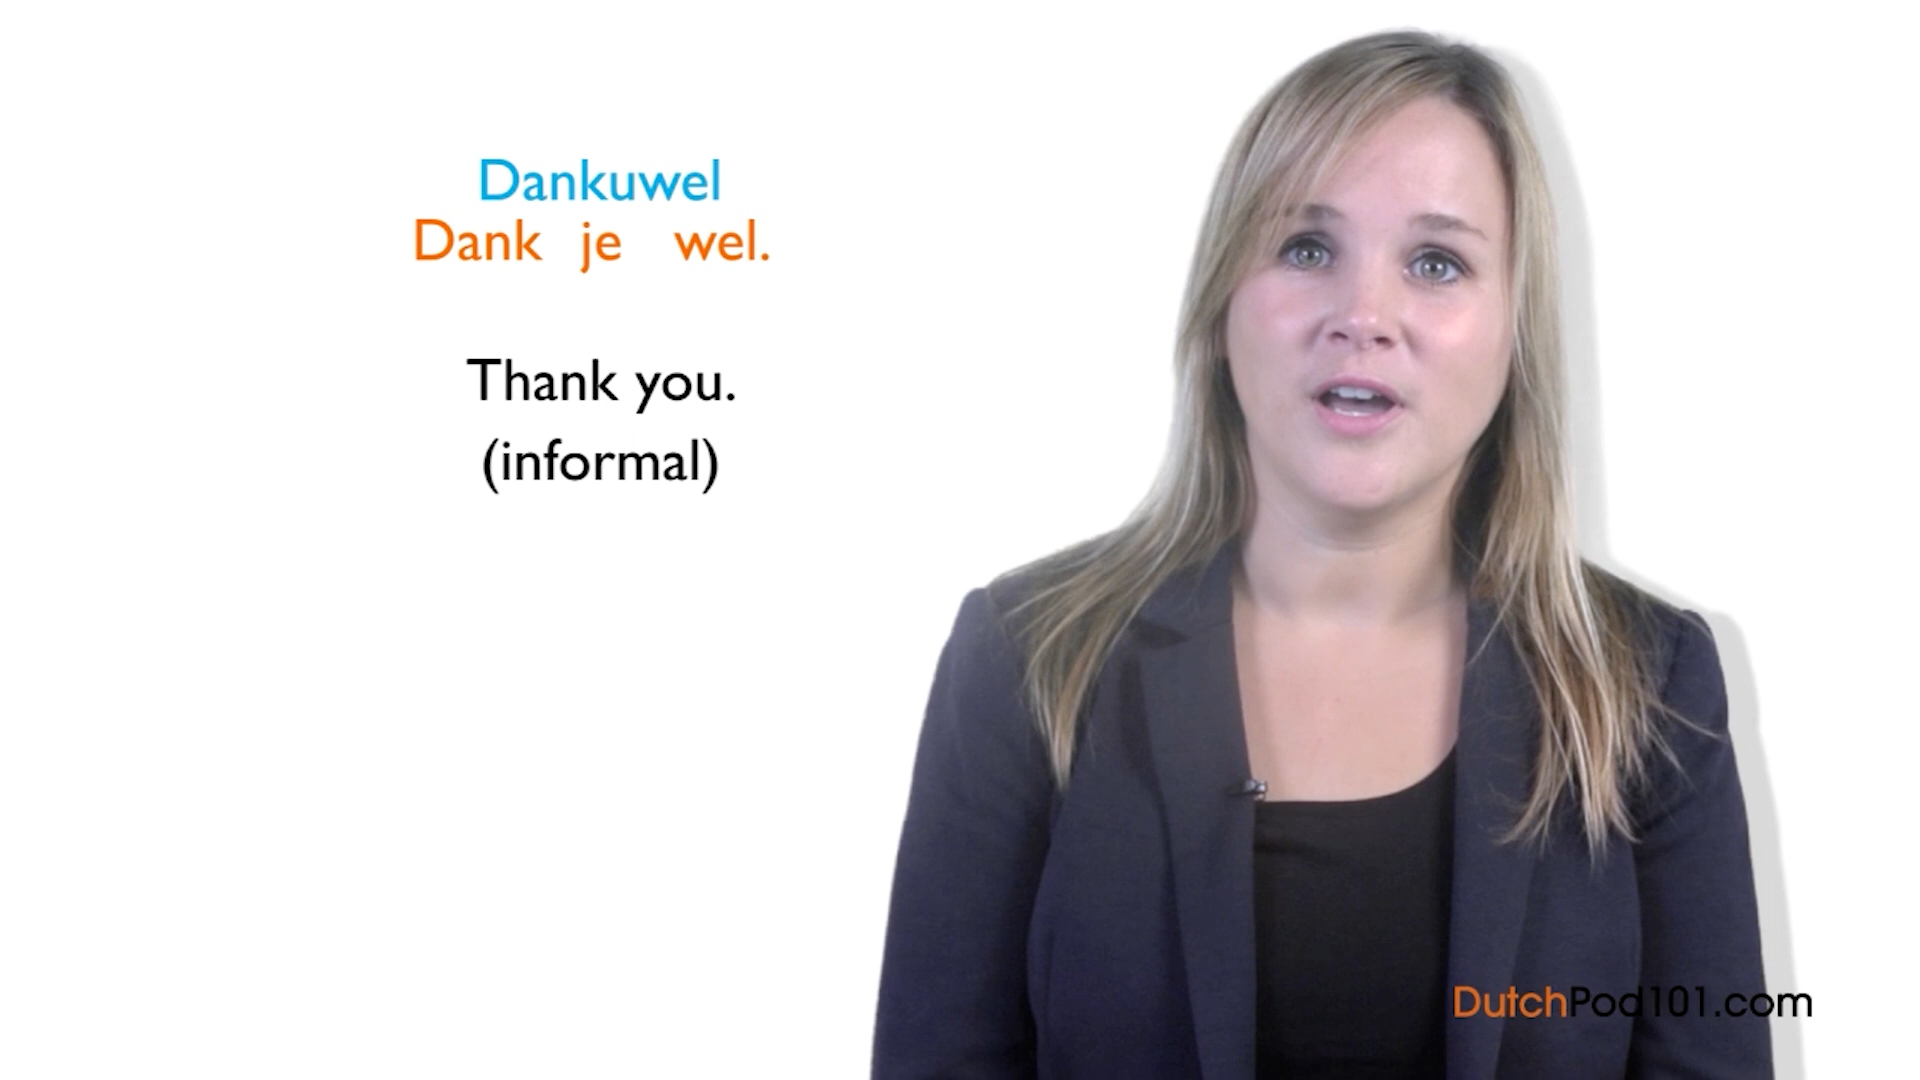 Dankuwel
Dank je wel.
Thank you.
(informal)
DutchPod101.com